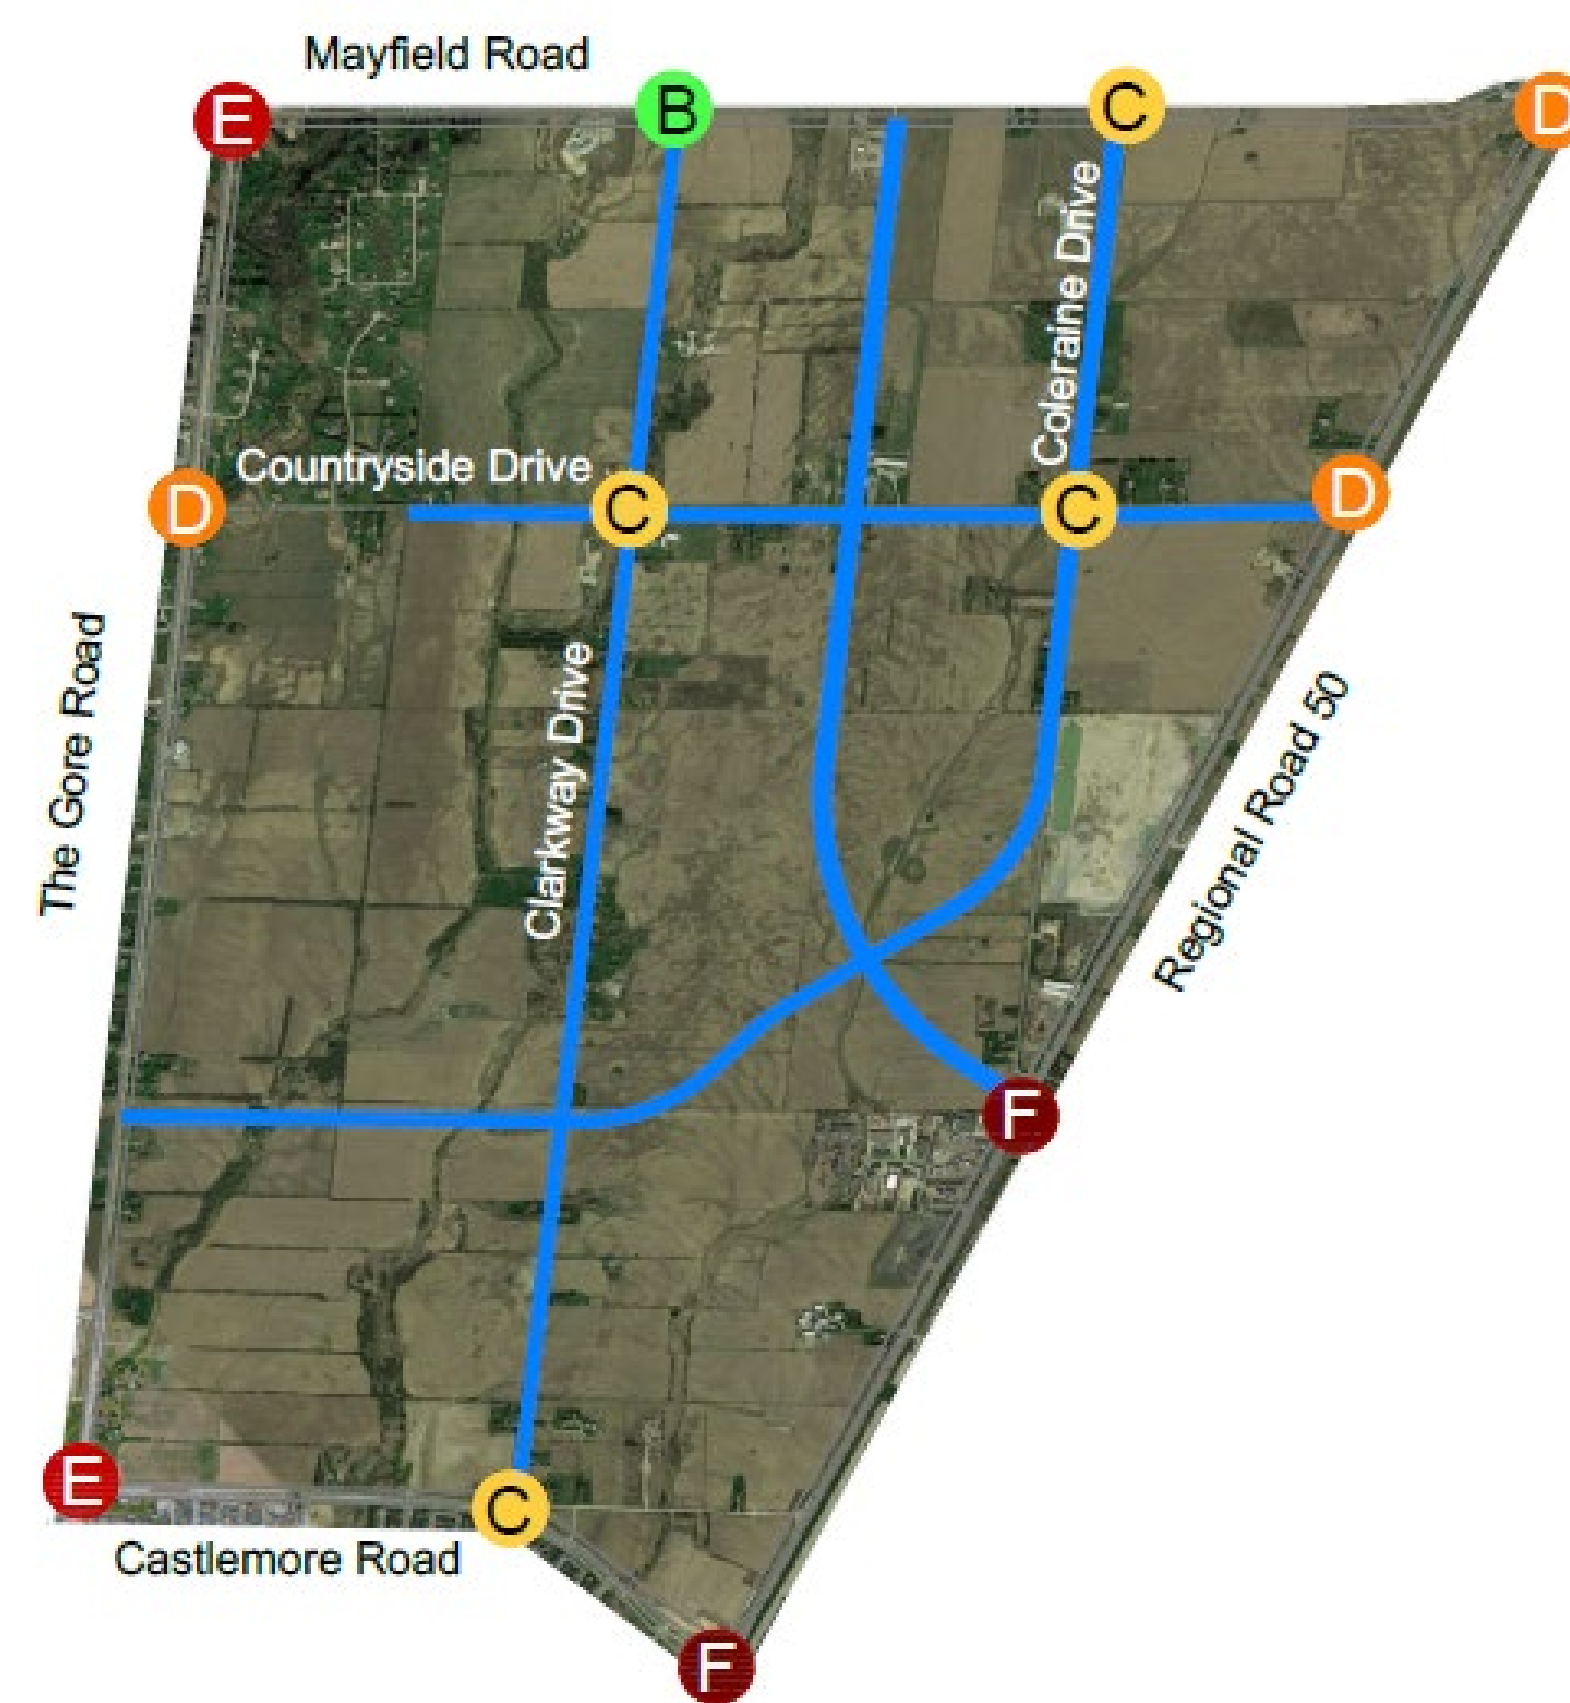 Mayfield Road
E
B
C
D
Coleraine Drive
Countryside Drive
D
C
C
D
The Gore Road
Clarkway Drive
Regional Road 50
F
E
C
Castlemore Road
F